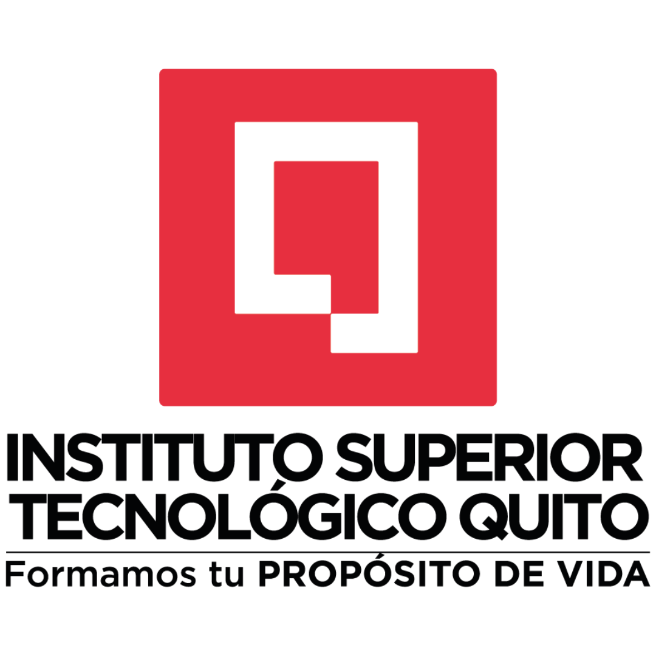 INSTITUTO SUPERIOR
TECNOLÓGICO QUITO
Formamos tu PROPÓSITO DE VIDA